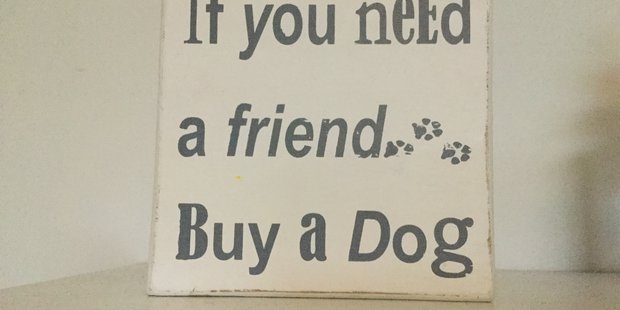 If you need
a friend
Buy a Dog